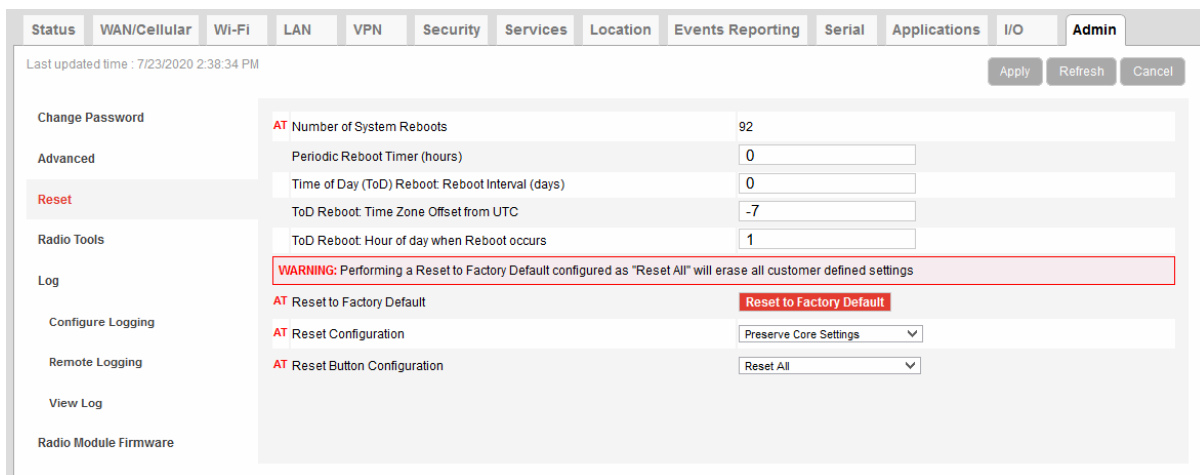 Status WAN/Cellular Wi-Fi LAN VPN Security Services Location Events Reporting Serial Applications I/O Admin
Last updated time : 7/23/2020 2:38:34 PM
Apply Refresh Cancel
Change Password
Advanced
Reset
Radio Tools
Log
Configure Logging
Remote Logging
View Log
Radio Module Firmware
AT Number of System Reboots 92
Periodic Reboot Timer (hours) 0
Time of Day (ToD) Reboot: Reboot Interval (days) 0
ToD Reboot: Time Zone Offset from UTC -7
ToD Reboot: Hour of day when Reboot occurs 1
WARNING: Performing a Reset to Factory Default configured as "Reset All" will erase all customer defined settings
AT Reset to Factory Default Reset to Factory Default
AT Reset Configuration Preserve Core Settings
AT Reset Button Configuration Reset All